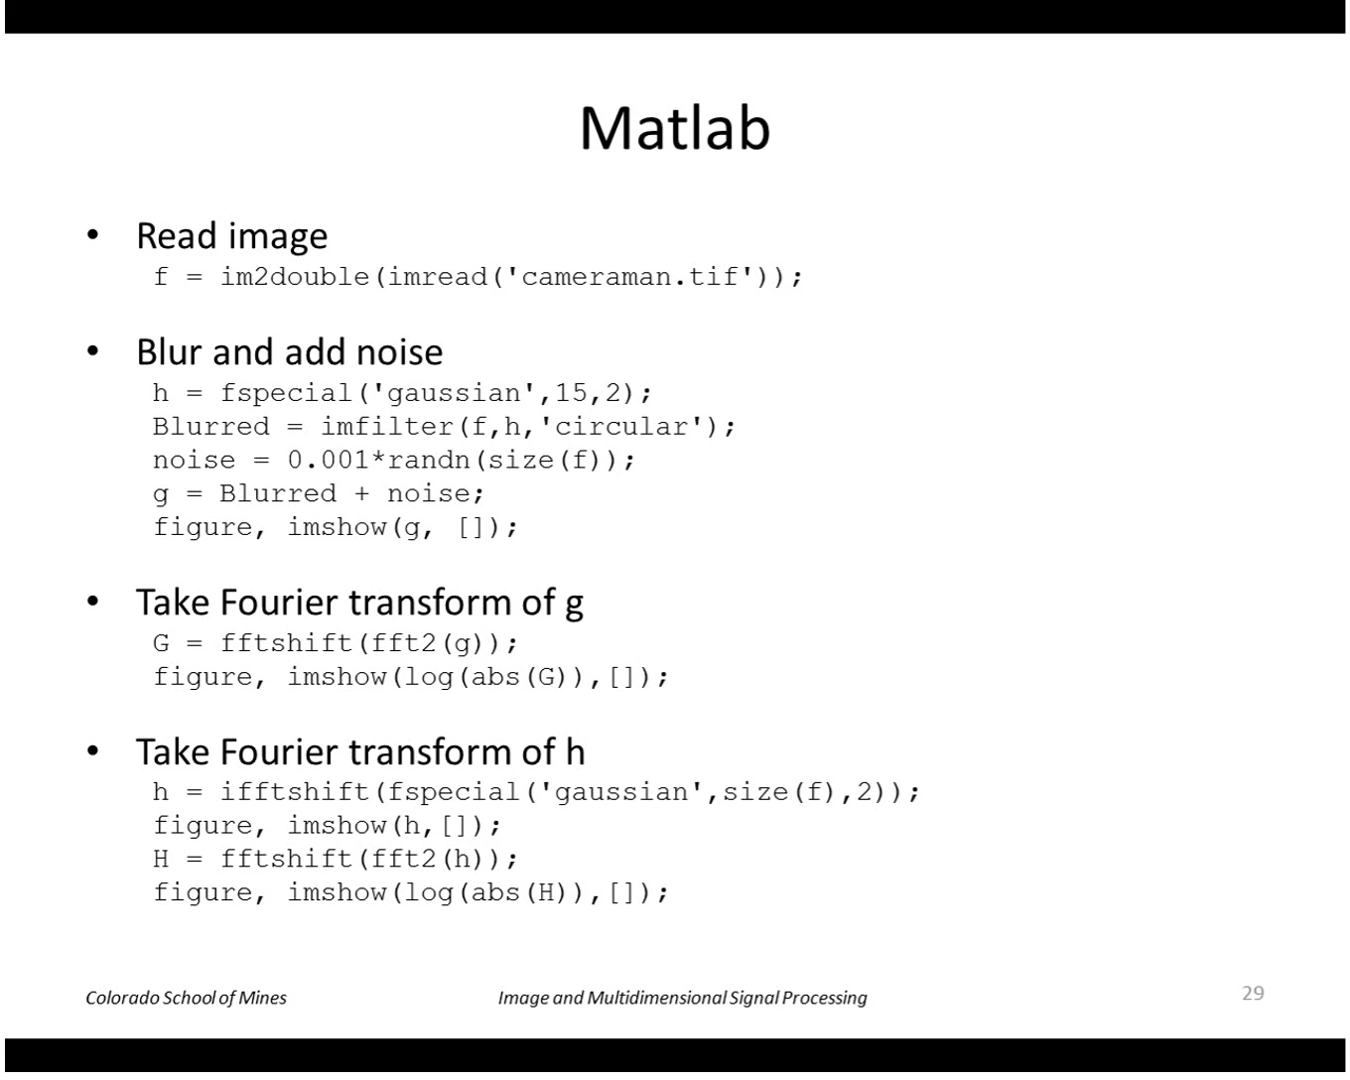 Matlab
• Read image
f = im2double(imread('cameraman.tif'));
• Blur and add noise
h = fspecial('gaussian',15,2);
Blurred = imfilter(f,h,'circular');
noise = 0.001*randn(size(f));
g = Blurred + noise;
figure, imshow(g, []);
• Take Fourier transform of g
G = fftshift(fft2(g));
figure, imshow(log(abs(G)),[]);
• Take Fourier transform of h
h = ifftshift(fspecial('gaussian',size(f),2));
figure, imshow(h,[]);
H = fftshift(fft2(h));
figure, imshow(log(abs(H)),[]);
Colorado School of Mines
Image and Multidimensional Signal Processing
29